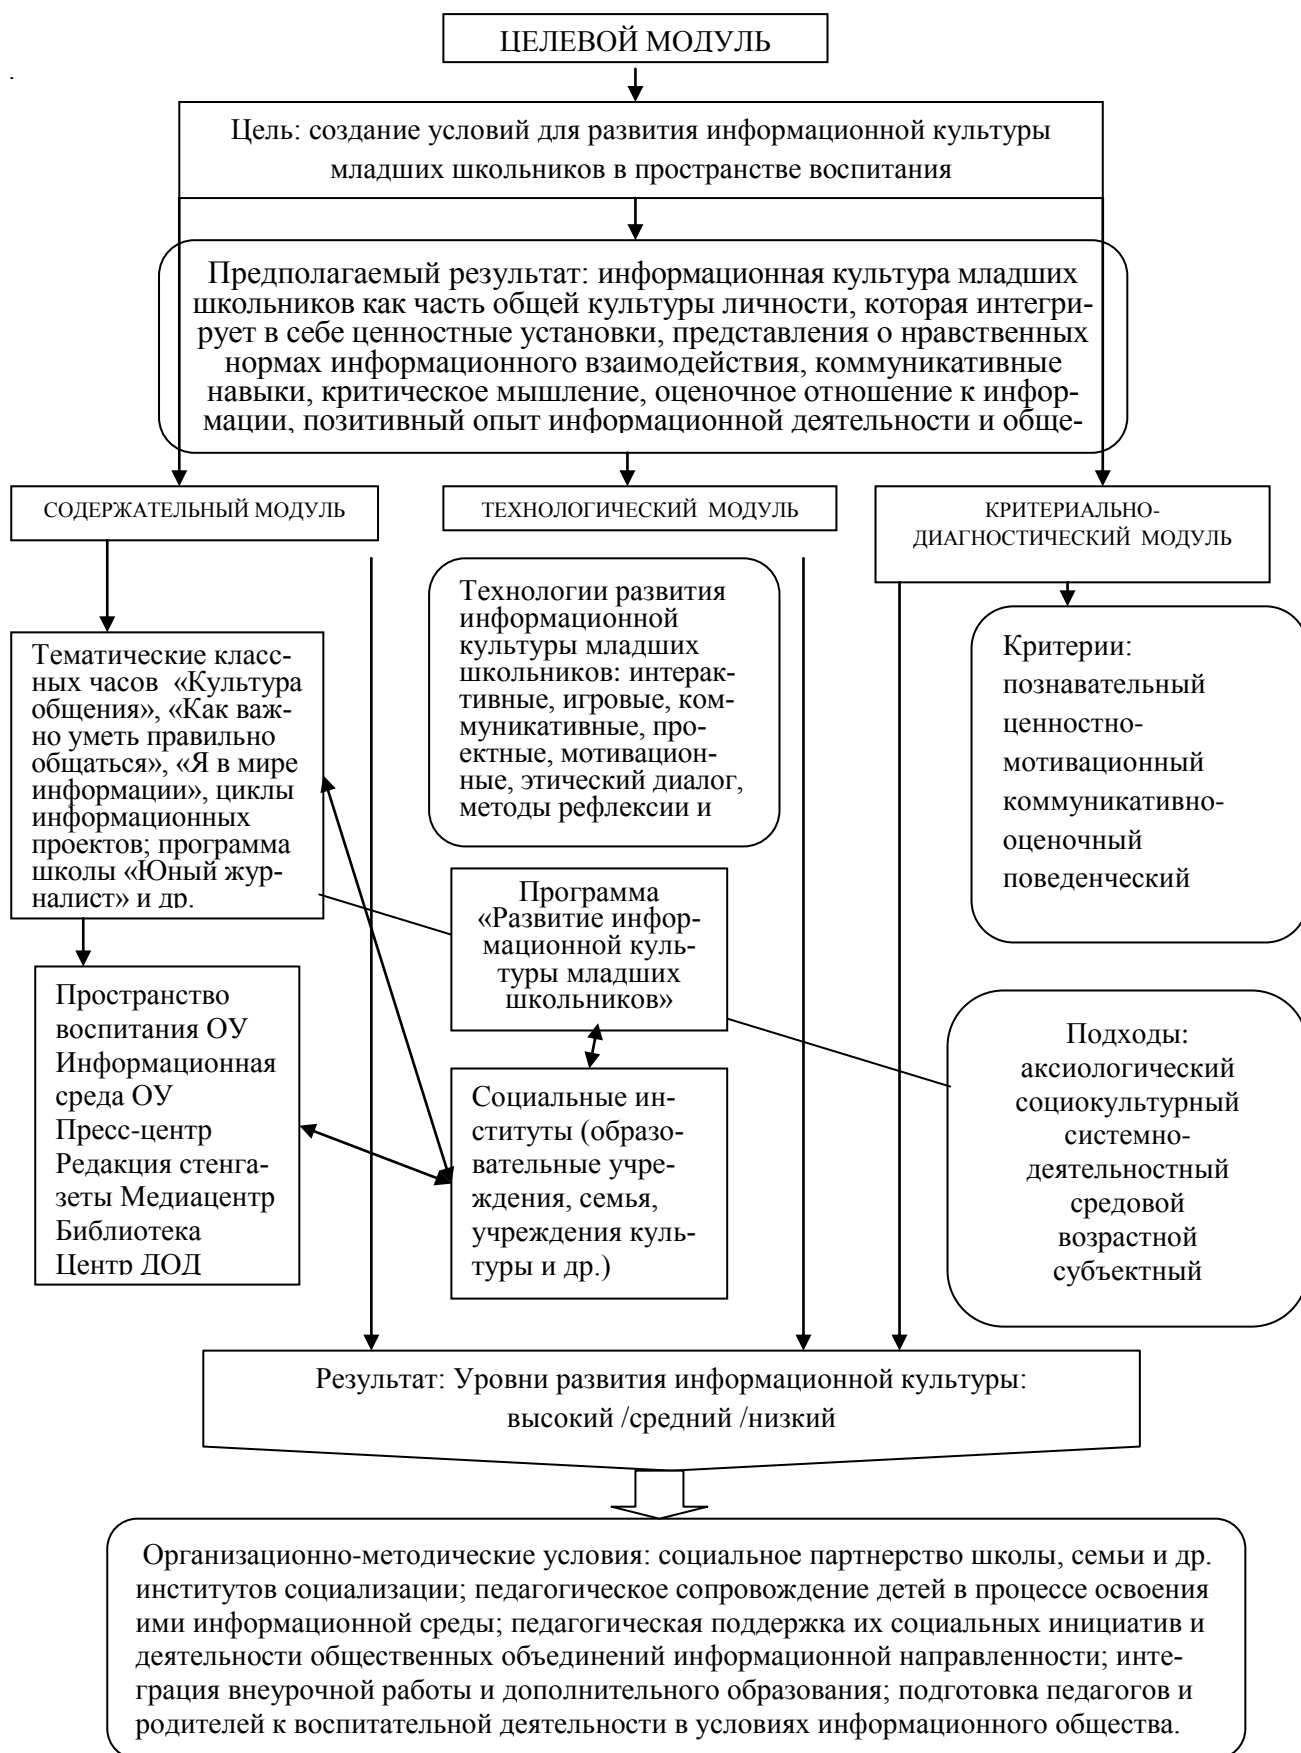 ЦЕЛЕВОЙ МОДУЛЬ
Цель: создание условий для развития информационной культуры
младших школьников в пространстве воспитания
Предполагаемый результат: информационная культура младших
школьников как часть общей культуры личности, которая интегри-
рует в себе ценностные установки, представления о нравственных
нормах информационного взаимодействия, коммуникативные
навыки, критическое мышление, оценочное отношение к инфор-
мации, позитивный опыт информационной деятельности и обще-
СОДЕРЖАТЕЛЬНЫЙ МОДУЛЬ
ТЕХНОЛОГИЧЕСКИЙ МОДУЛЬ
КРИТЕРИАЛЬНО-
ДИАГНОСТИЧЕСКИЙ МОДУЛЬ
Тематические класс-
ных часов «Культура
общения», «Как важ-
но уметь правильно
общаться», «Я в мире
информации», циклы
информационных
проектов; программа
школы «Юный жур-
налист» и др.
Технологии развития
информационной
культуры младших
школьников: интерак-
тивные, игровые, ком-
муникативные, про-
ектные, мотивацион-
ные, этический диалог,
методы рефлексии и
Критерии:
познавательный
ценностно-
мотивационный
коммуникативно-
оценочный
поведенческий
Программа
«Развитие инфор-
мационной куль-
туры младших
школьников»
Пространство
воспитания ОУ
Информационная
среда ОУ
Пресс-центр
Редакция стенга-
зеты Медиацентр
Библиотека
Центр ДОД
Социальные ин-
ституты (образо-
вательные учре-
ждения, семья,
учреждения куль-
туры и др.)
Подходы:
аксиологический
социокультурный
системно-
деятельностный
средовой
возрастной
субъектный
Результат: Уровни развития информационной культуры:
высокий /средний /низкий
Организационно-методические условия: социальное партнерство школы, семьи и др.
институтов социализации; педагогическое сопровождение детей в процессе освоения
ими информационной среды; педагогическая поддержка их социальных инициатив и
деятельности общественных объединений информационной направленности; инте-
грация внеурочной работы и дополнительного образования; подготовка педагогов и
родителей к воспитательной деятельности в условиях информационного общества.